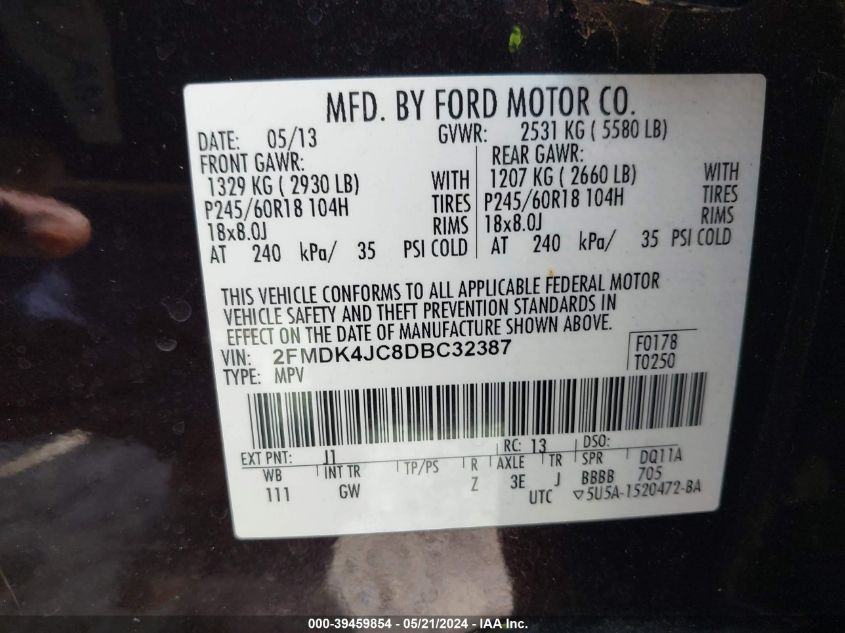 MFD. BY FORD MOTOR CO.
DATE: 05/13 GVWR: 2531 KG ( 5580 LB)
FRONT GAWR: REAR GAWR:
1329 KG ( 2930 LB) WITH 1207 KG ( 2660 LB) WITH
P245/60R18 104H TIRES P245/60R18 104H TIRES
18x8.0J RIMS 18x8.0J RIMS
AT 240 kPa/ 35 PSI COLD AT 240 kPa/ 35 PSI COLD
THIS VEHICLE CONFORMS TO ALL APPLICABLE FEDERAL MOTOR
VEHICLE SAFETY AND THEFT PREVENTION STANDARDS IN
EFFECT ON THE DATE OF MANUFACTURE SHOWN ABOVE.
VIN: 2FMDK4JC8DBC32387 F0178
TYPE: MPV T0250
EXT PNT: J1 RC: 13 DSO:
WB INT TR TP/PS R AXLE TR SPR DQ11A
111 GW Z 3E J BBBB 705
UTC ▽5U5A-1520472-BA
000-39459854 / 05/21/2024 - IAA Inc.